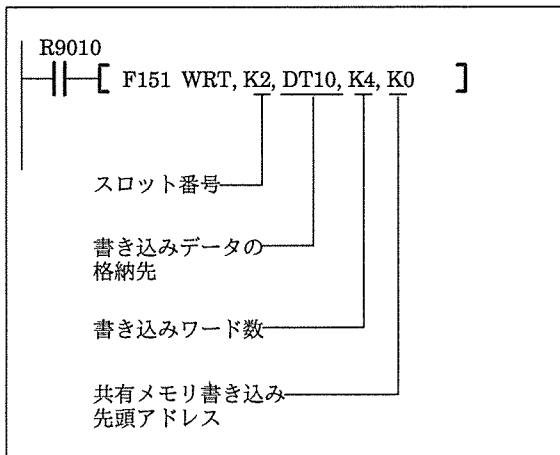 R9010
F151 WRT, K2, DT10, K4, K0
スロット番号
書き込みデータの
格納先
書き込みワード数
共有メモリ書き込み
先頭アドレス